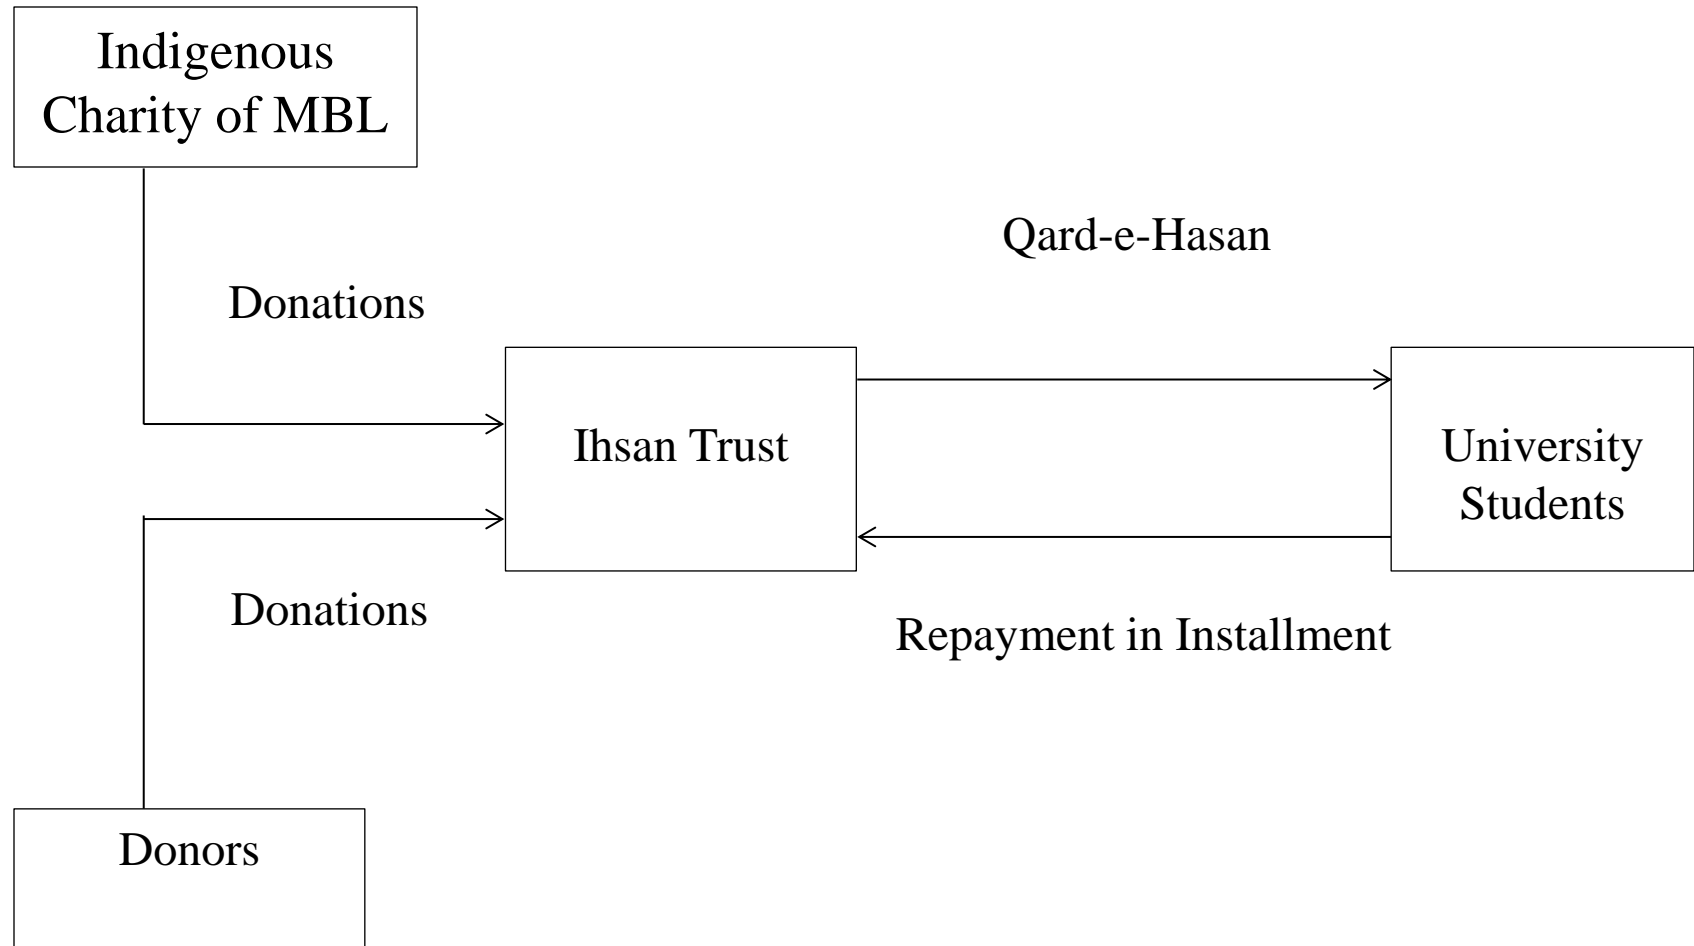 Indigenous
Charity of MBL
Qard-e-Hasan
Donations
Ihsan Trust
University
Students
Donations
Repayment in Installment
Donors